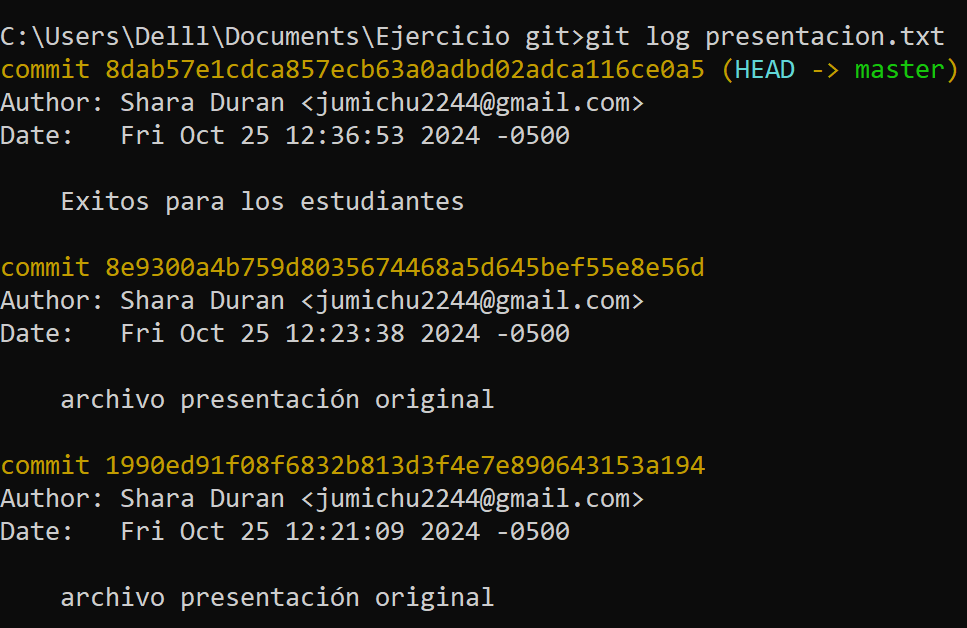 C:\Users\Delll\Documents\Ejercicio git>git log presentacion.txt
commit 8dab57e1cdca857ecb63a0adbd02adca116ce0a5 (HEAD -> master)
Author: Shara Duran <jumichu2244@gmail.com>
Date:   Fri Oct 25 12:36:53 2024 -0500
    Exitos para los estudiantes
commit 8e9300a4b759d8035674468a5d645bef55e8e56d
Author: Shara Duran <jumichu2244@gmail.com>
Date:   Fri Oct 25 12:23:38 2024 -0500
    archivo presentación original
commit 1990ed91f08f6832b813d3f4e7e890643153a194
Author: Shara Duran <jumichu2244@gmail.com>
Date:   Fri Oct 25 12:21:09 2024 -0500
    archivo presentación original